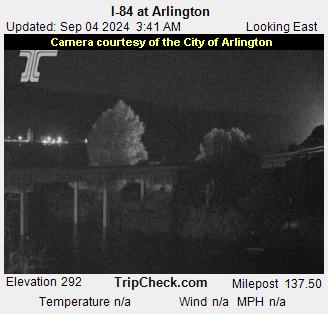 I-84 at Arlington
Updated: Sep 04 2024 3:41 AM Looking East
Camera courtesy of the City of Arlington
Elevation 292 TripCheck.com Milepost 137.50
Temperature n/a Wind n/a MPH n/a